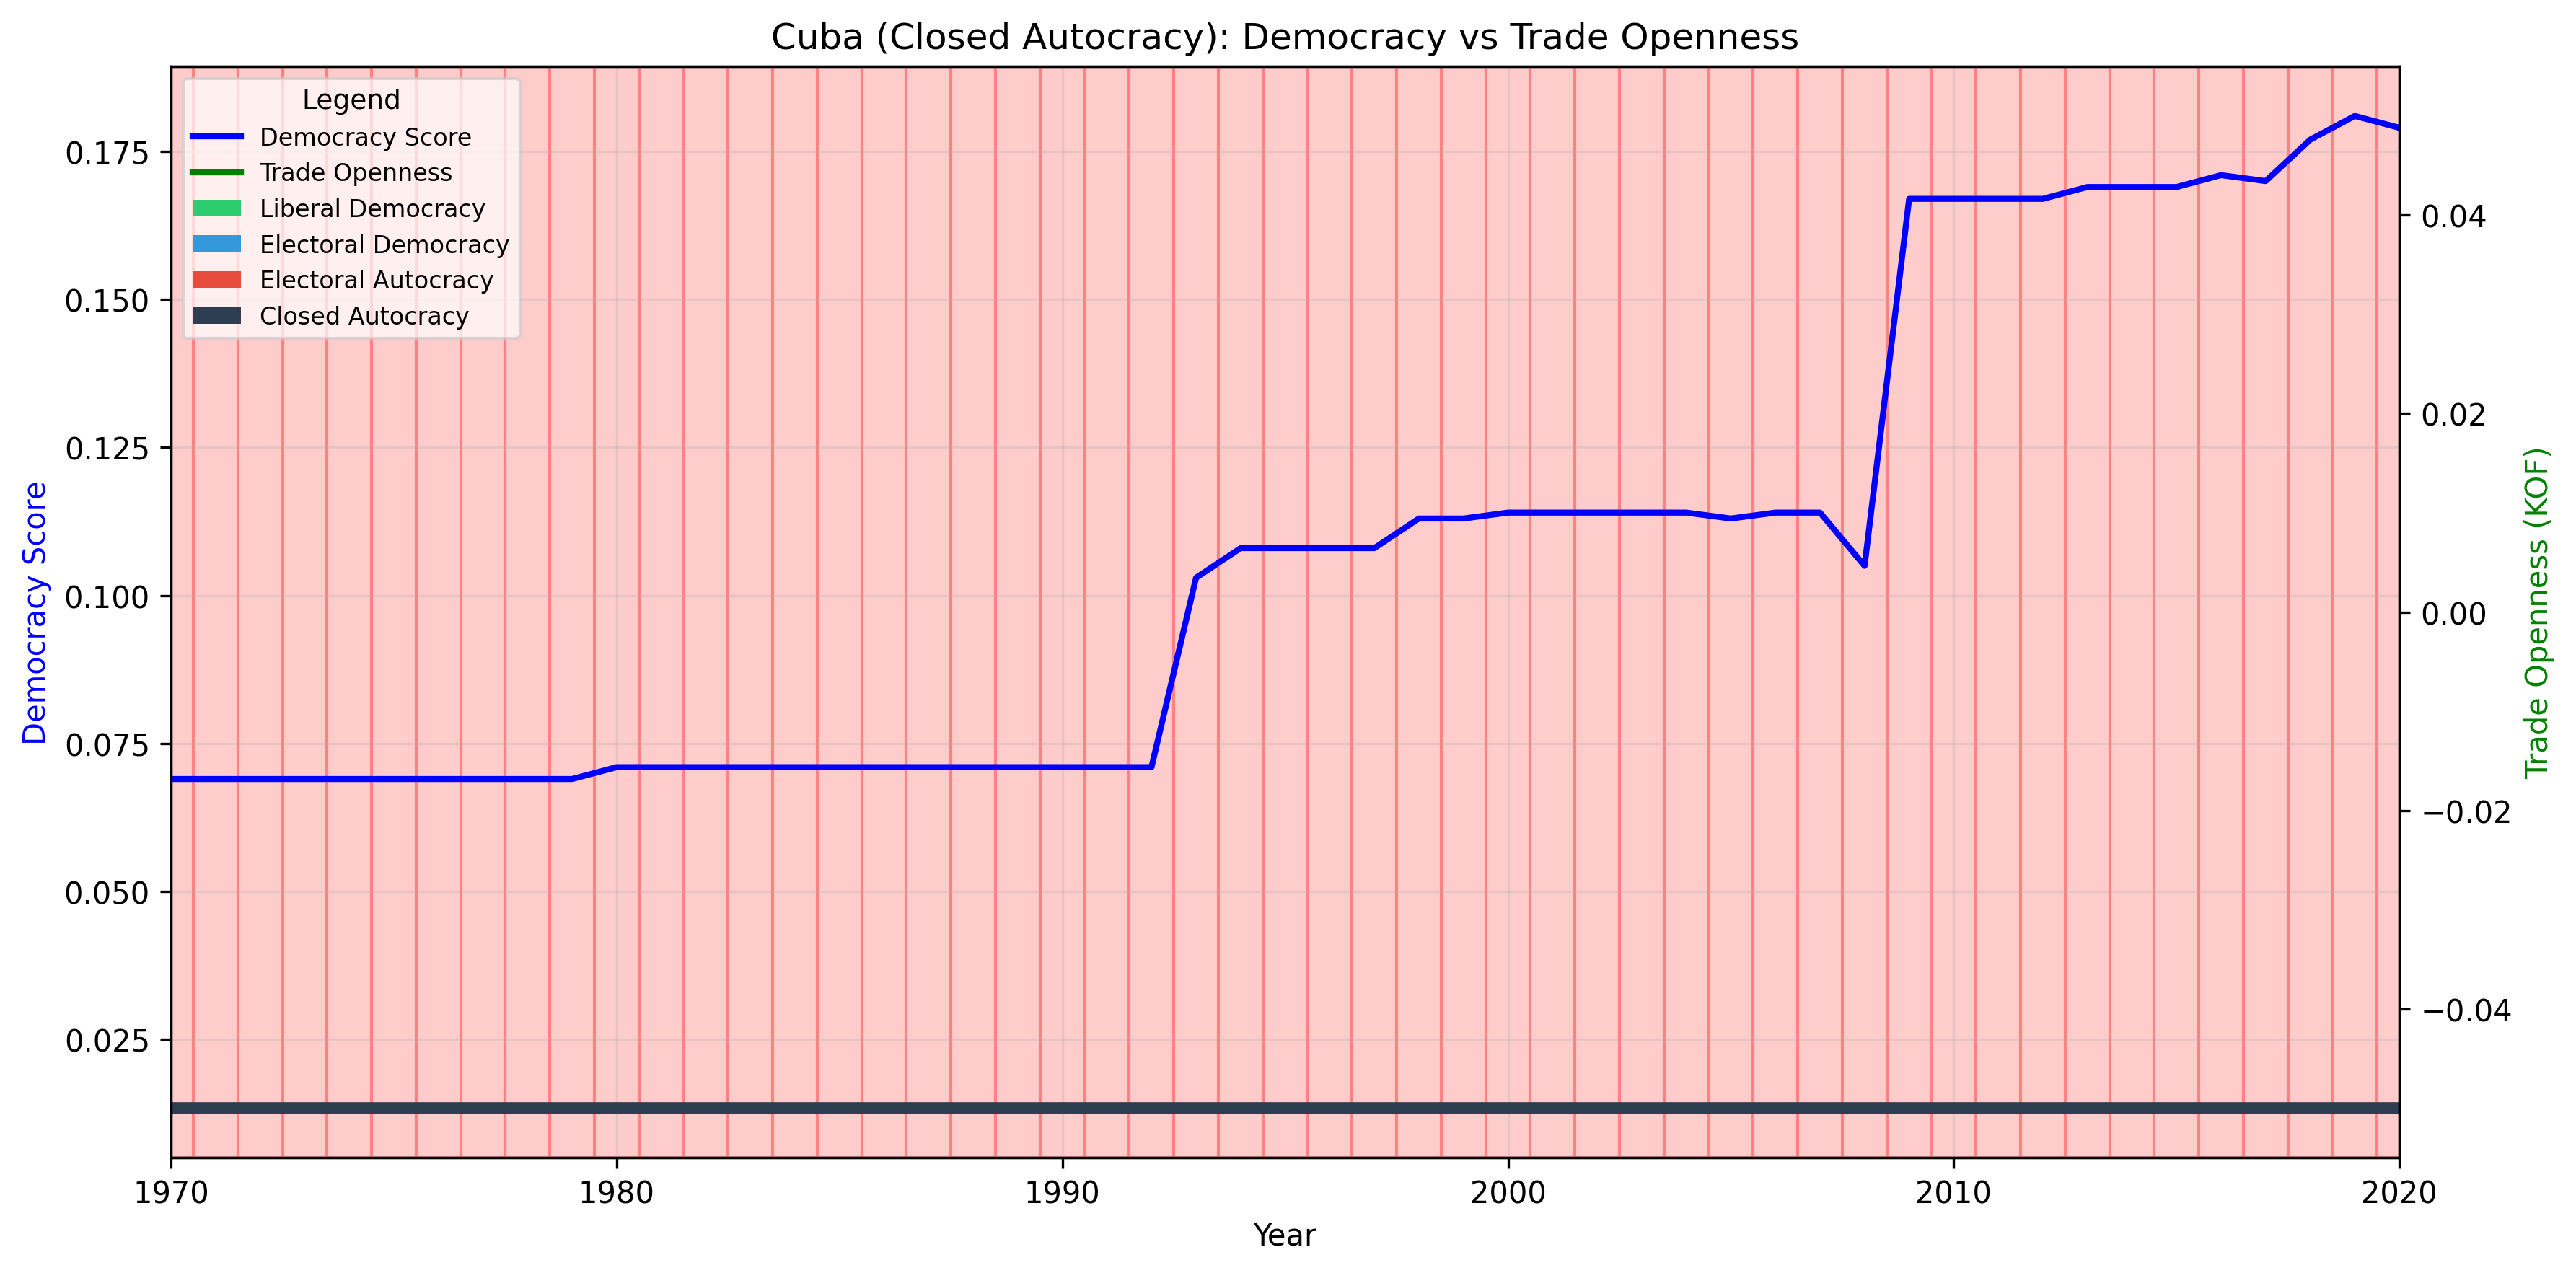 Cuba (Closed Autocracy): Democracy vs Trade Openness
Legend
Democracy Score
Trade Openness
Liberal Democracy
Electoral Democracy
Electoral Autocracy
Closed Autocracy
Democracy Score
0.175
0.150
0.125
0.100
0.075
0.050
0.025
0.04
0.02
0.00
−0.02
−0.04
Trade Openness (KOF)
1970 1980 1990 2000 2010 2020
Year